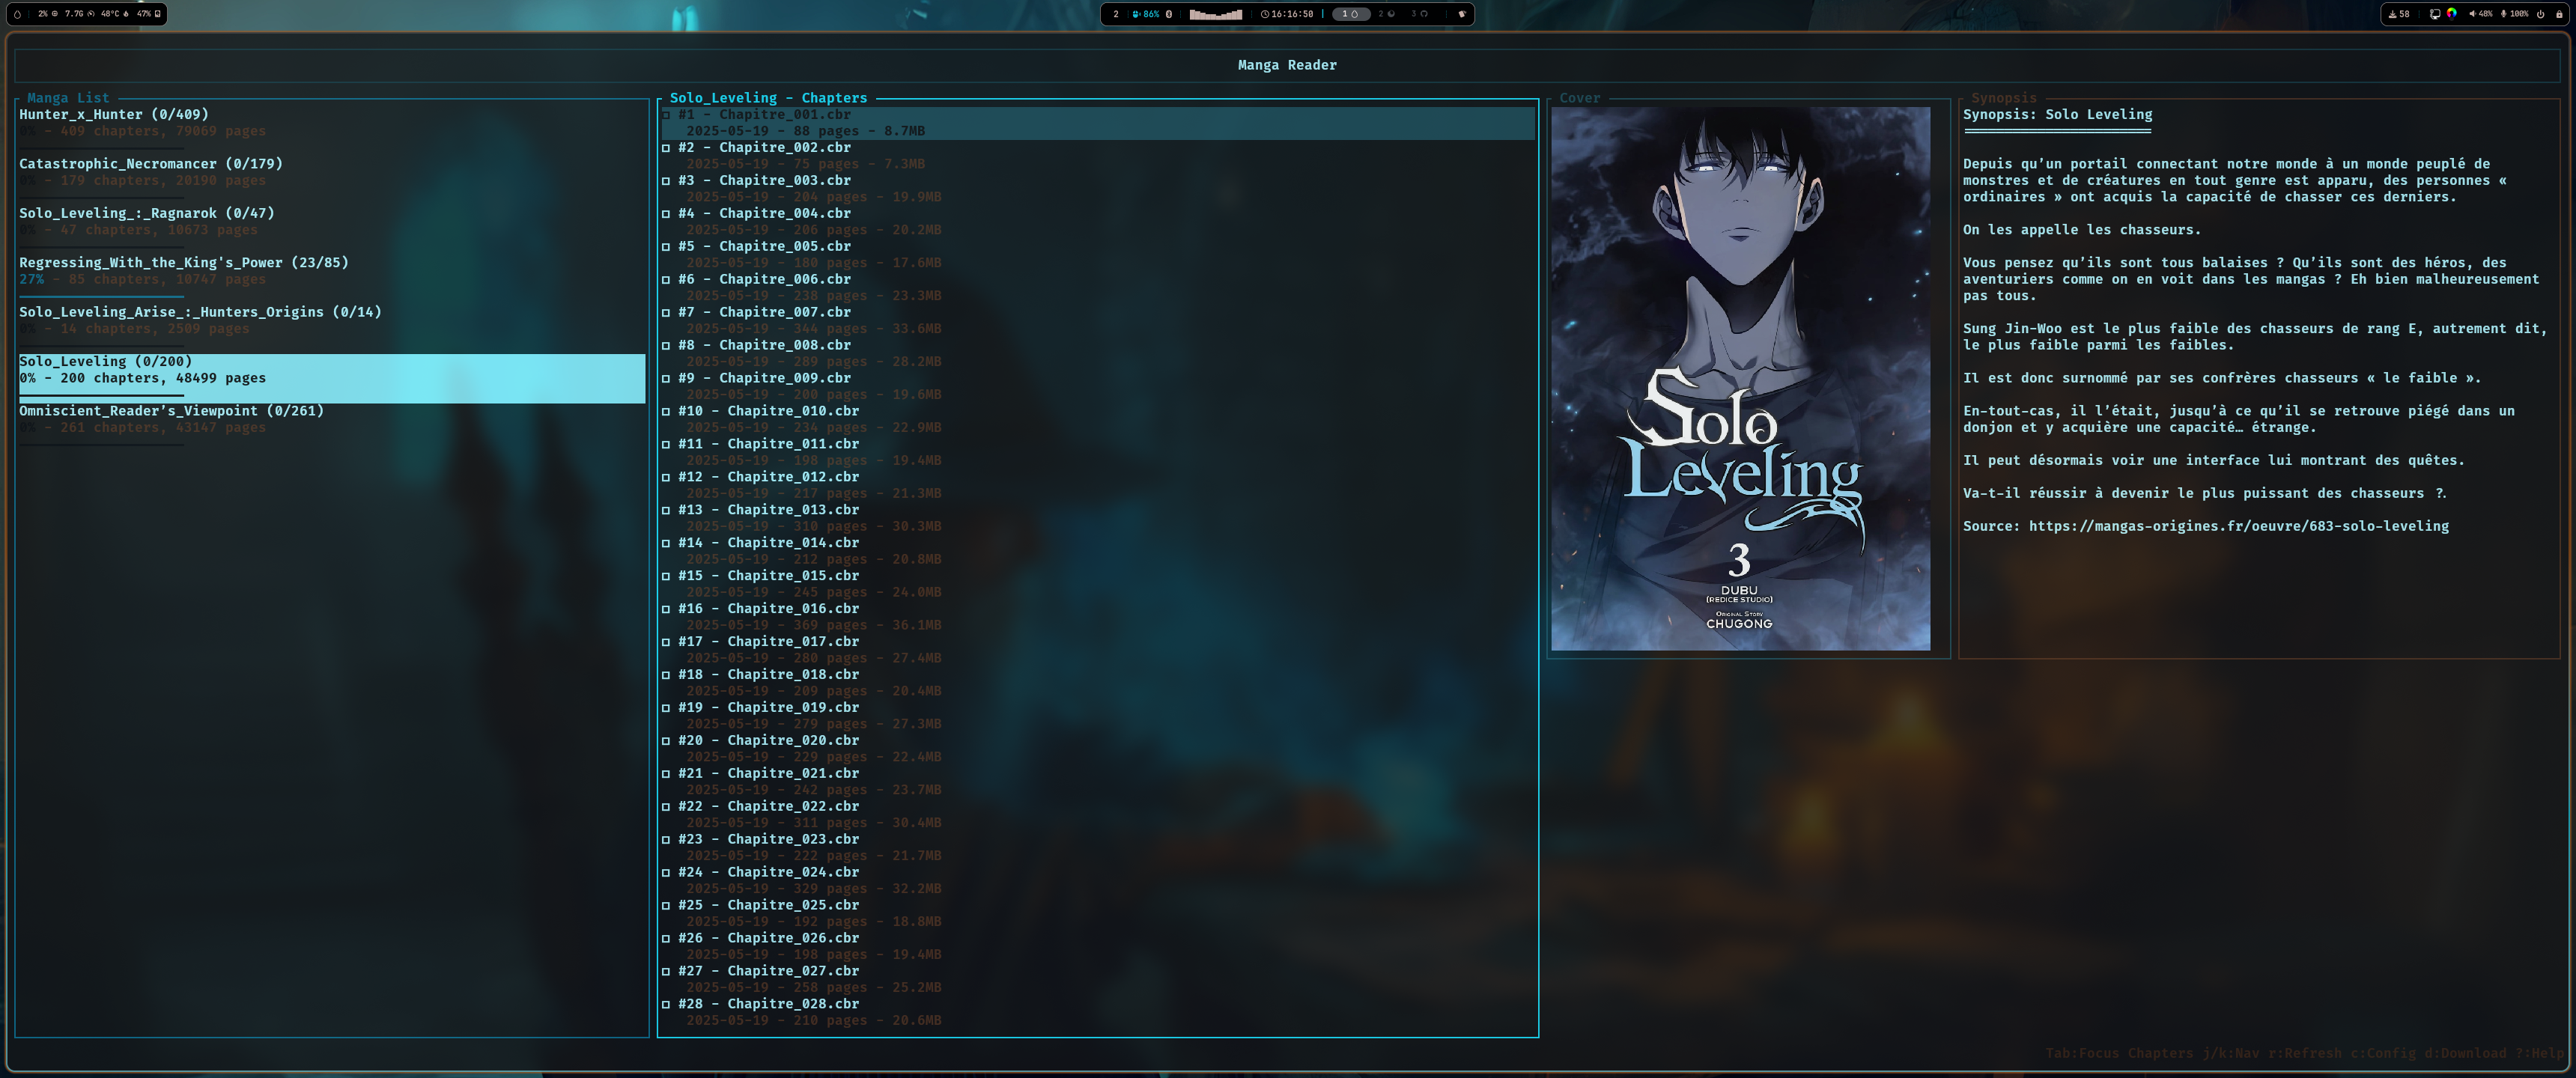 2% 7.7G 48°C 47%
2 86% 16:16:50 1 2 3
58 48% 100%
Manga Reader
Manga List
Hunter_x_Hunter (0/409)
0% - 409 chapters, 79069 pages
Catastrophic_Necromancer (0/179)
0% - 179 chapters, 20190 pages
Solo_Leveling_:_Ragnarok (0/47)
0% - 47 chapters, 10673 pages
Regressing_With_the_King's_Power (23/85)
27% - 85 chapters, 10747 pages
Solo_Leveling_Arise_:_Hunters_Origins (0/14)
0% - 14 chapters, 2509 pages
Solo_Leveling (0/200)
0% - 200 chapters, 48499 pages
Omniscient_Reader’s_Viewpoint (0/261)
0% - 261 chapters, 43147 pages
Solo_Leveling - Chapters
#1 - Chapitre_001.cbr
2025-05-19 - 88 pages - 8.7MB
#2 - Chapitre_002.cbr
2025-05-19 - 75 pages - 7.3MB
#3 - Chapitre_003.cbr
2025-05-19 - 204 pages - 19.9MB
#4 - Chapitre_004.cbr
2025-05-19 - 206 pages - 20.2MB
#5 - Chapitre_005.cbr
2025-05-19 - 180 pages - 17.6MB
#6 - Chapitre_006.cbr
2025-05-19 - 238 pages - 23.3MB
#7 - Chapitre_007.cbr
2025-05-19 - 344 pages - 33.6MB
#8 - Chapitre_008.cbr
2025-05-19 - 289 pages - 28.2MB
#9 - Chapitre_009.cbr
2025-05-19 - 200 pages - 19.6MB
#10 - Chapitre_010.cbr
2025-05-19 - 234 pages - 22.9MB
#11 - Chapitre_011.cbr
2025-05-19 - 198 pages - 19.4MB
#12 - Chapitre_012.cbr
2025-05-19 - 217 pages - 21.3MB
#13 - Chapitre_013.cbr
2025-05-19 - 310 pages - 30.3MB
#14 - Chapitre_014.cbr
2025-05-19 - 212 pages - 20.8MB
#15 - Chapitre_015.cbr
2025-05-19 - 245 pages - 24.0MB
#16 - Chapitre_016.cbr
2025-05-19 - 369 pages - 36.1MB
#17 - Chapitre_017.cbr
2025-05-19 - 280 pages - 27.4MB
#18 - Chapitre_018.cbr
2025-05-19 - 209 pages - 20.4MB
#19 - Chapitre_019.cbr
2025-05-19 - 279 pages - 27.3MB
#20 - Chapitre_020.cbr
2025-05-19 - 229 pages - 22.4MB
#21 - Chapitre_021.cbr
2025-05-19 - 242 pages - 23.7MB
#22 - Chapitre_022.cbr
2025-05-19 - 311 pages - 30.4MB
#23 - Chapitre_023.cbr
2025-05-19 - 222 pages - 21.7MB
#24 - Chapitre_024.cbr
2025-05-19 - 329 pages - 32.2MB
#25 - Chapitre_025.cbr
2025-05-19 - 192 pages - 18.8MB
#26 - Chapitre_026.cbr
2025-05-19 - 198 pages - 19.4MB
#27 - Chapitre_027.cbr
2025-05-19 - 258 pages - 25.2MB
#28 - Chapitre_028.cbr
2025-05-19 - 210 pages - 20.6MB
Cover
Solo
Leveling
3
DUBU
(REDICE STUDIO)
ORIGINAL STORY
CHUGONG
Synopsis
Synopsis: Solo Leveling
Depuis qu’un portail connectant notre monde à un monde peuplé de
monstres et de créatures en tout genre est apparu, des personnes «
ordinaires » ont acquis la capacité de chasser ces derniers.
On les appelle les chasseurs.
Vous pensez qu’ils sont tous balaises ? Qu’ils sont des héros, des
aventuriers comme on en voit dans les mangas ? Eh bien malheureusement
pas tous.
Sung Jin-Woo est le plus faible des chasseurs de rang E, autrement dit,
le plus faible parmi les faibles.
Il est donc surnommé par ses confrères chasseurs « le faible ».
En-tout-cas, il l’était, jusqu’à ce qu’il se retrouve piégé dans un
donjon et y acquière une capacité… étrange.
Il peut désormais voir une interface lui montrant des quêtes.
Va-t-il réussir à devenir le plus puissant des chasseurs ?.
Source: https://mangas-origines.fr/oeuvre/683-solo-leveling
Tab:Focus Chapters j/k:Nav r:Refresh c:Config d:Download ?:Help